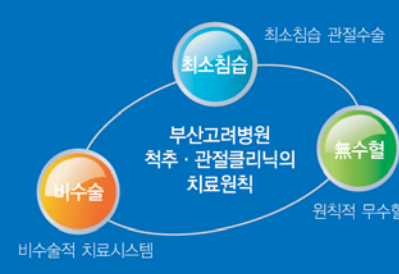 최소침습 관절수술
최소침습
부산고려병원
척추 · 관절클리닉의
치료원칙
無수혈
비수술
원칙적 무수혈
비수술적 치료시스템